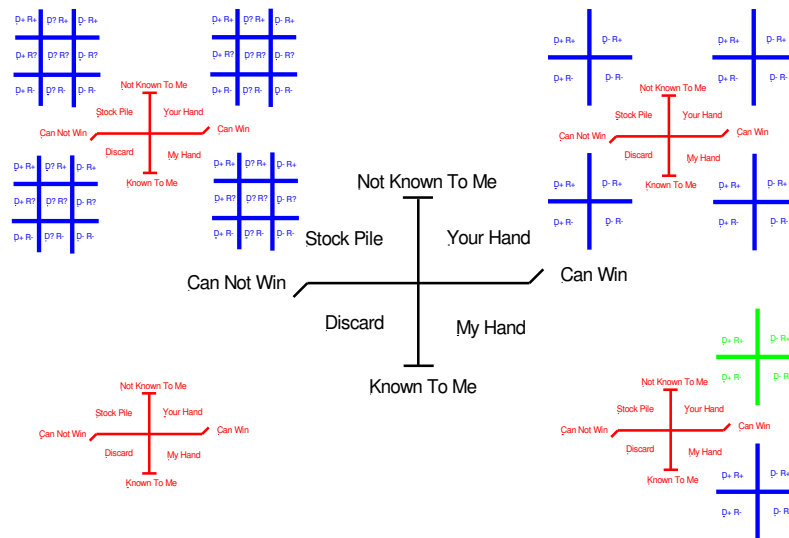 D+ R+ D? R+ D- R+
D+ R? D? R? D- R?
D+ R- D? R- D- R-
D+ R+ D? R+ D- R+
D+ R? D? R? D- R?
D+ R- D? R- D- R-
Not Known To Me
Stock Pile Your Hand
Can Not Win Can Win
Discard My Hand
Known To Me
D+ R+ D? R+ D- R+
D+ R? D? R? D- R?
D+ R- D? R- D- R-
D+ R+ D? R+ D- R+
D+ R? D? R? D- R?
D+ R- D? R- D- R-
D+ R+ D- R+
D+ R- D- R-
D+ R+ D- R+
D+ R- D- R-
Not Known To Me
Stock Pile Your Hand
Can Not Win Can Win
Discard My Hand
Known To Me
D+ R+ D- R+
D+ R- D- R-
D+ R+ D- R+
D+ R- D- R-
Not Known To Me
Stock Pile Your Hand
Can Not Win Can Win
Discard My Hand
Known To Me
Not Known To Me
Stock Pile Your Hand
Can Not Win Can Win
Discard My Hand
Known To Me
D+ R+ D- R+
D+ R- D- R-
Not Known To Me
Stock Pile Your Hand
Can Not Win Can Win
Discard My Hand
Known To Me
D+ R+ D- R+
D+ R- D- R-